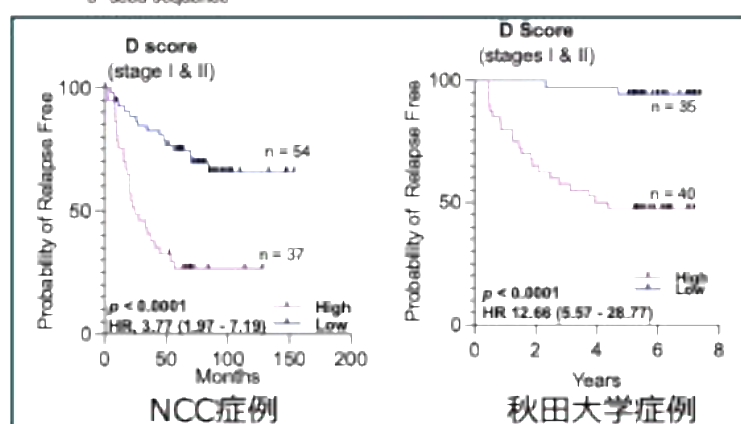 D score
(stage I & II)
Probability of Relapse Free
100
50
0
n = 54
n = 37
p < 0.0001
HR, 3.77 (1.97 - 7.19)
High
Low
0 50 100 150 200
Months
NCC症例
D Score
(stages I & II)
Probability of Relapse Free
100
50
0
n = 35
n = 40
High
Low
p < 0.0001
HR 12.66 (5.57 - 28.77)
0 2 4 6 8
Years
秋田大学症例